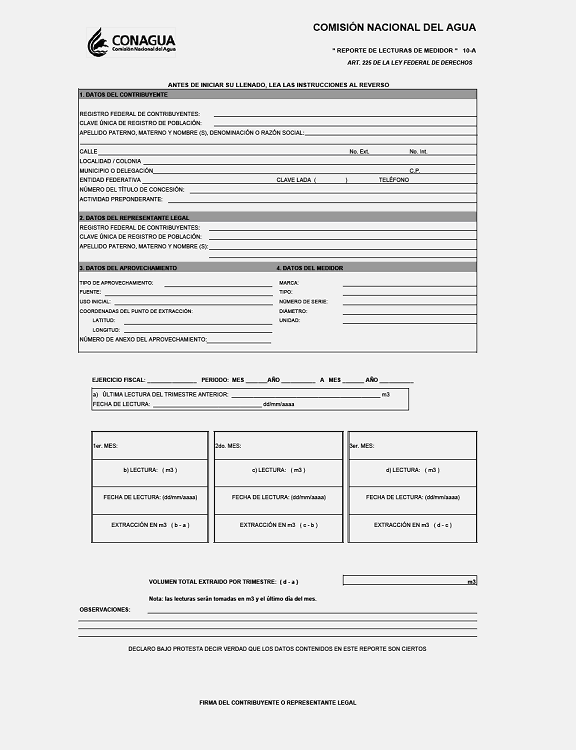 CONAGUA
Comisión Nacional del Agua
COMISIÓN NACIONAL DEL AGUA
" REPORTE DE LECTURAS DE MEDIDOR "  10-A
ART. 225 DE LA LEY FEDERAL DE DERECHOS
ANTES DE INICIAR SU LLENADO, LEA LAS INSTRUCCIONES AL REVERSO
1. DATOS DEL CONTRIBUYENTE
REGISTRO FEDERAL DE CONTRIBUYENTES:
CLAVE ÚNICA DE REGISTRO DE POBLACIÓN:
APELLIDO PATERNO, MATERNO Y NOMBRE (S), DENOMINACIÓN O RAZÓN SOCIAL:
CALLE No. Ext. No. Int.
LOCALIDAD / COLONIA
MUNICIPIO O DELEGACIÓN C.P.
ENTIDAD FEDERATIVA CLAVE LADA ( ) TELÉFONO
NÚMERO DEL TÍTULO DE CONCESIÓN:
ACTIVIDAD PREPONDERANTE:
2. DATOS DEL REPRESENTANTE LEGAL
REGISTRO FEDERAL DE CONTRIBUYENTES:
CLAVE ÚNICA DE REGISTRO DE POBLACIÓN:
APELLIDO PATERNO, MATERNO Y NOMBRE (S):
3. DATOS DEL APROVECHAMIENTO 4. DATOS DEL MEDIDOR
TIPO DE APROVECHAMIENTO: MARCA:
FUENTE: TIPO:
USO INICIAL: NÚMERO DE SERIE:
COORDENADAS DEL PUNTO DE EXTRACCIÓN: DIÁMETRO:
LATITUD: UNIDAD:
LONGITUD:
NÚMERO DE ANEXO DEL APROVECHAMIENTO:
EJERCICIO FISCAL: PERIODO: MES AÑO A MES AÑO
a) ÚLTIMA LECTURA DEL TRIMESTRE ANTERIOR: m3
FECHA DE LECTURA: dd/mm/aaaa
1er. MES: 2do. MES: 3er. MES:
b) LECTURA: ( m3 ) c) LECTURA: ( m3 ) d) LECTURA: ( m3 )
FECHA DE LECTURA: (dd/mm/aaaa) FECHA DE LECTURA: (dd/mm/aaaa) FECHA DE LECTURA: (dd/mm/aaaa)
EXTRACCIÓN EN m3 ( b - a ) EXTRACCIÓN EN m3 ( c - b ) EXTRACCIÓN EN m3 ( d - c )
VOLUMEN TOTAL EXTRAIDO POR TRIMESTRE: ( d - a ) m3
Nota: las lecturas serán tomadas en m3 y el último día del mes.
OBSERVACIONES:
DECLARO BAJO PROTESTA DECIR VERDAD QUE LOS DATOS CONTENIDOS EN ESTE REPORTE SON CIERTOS
FIRMA DEL CONTRIBUYENTE O REPRESENTANTE LEGAL